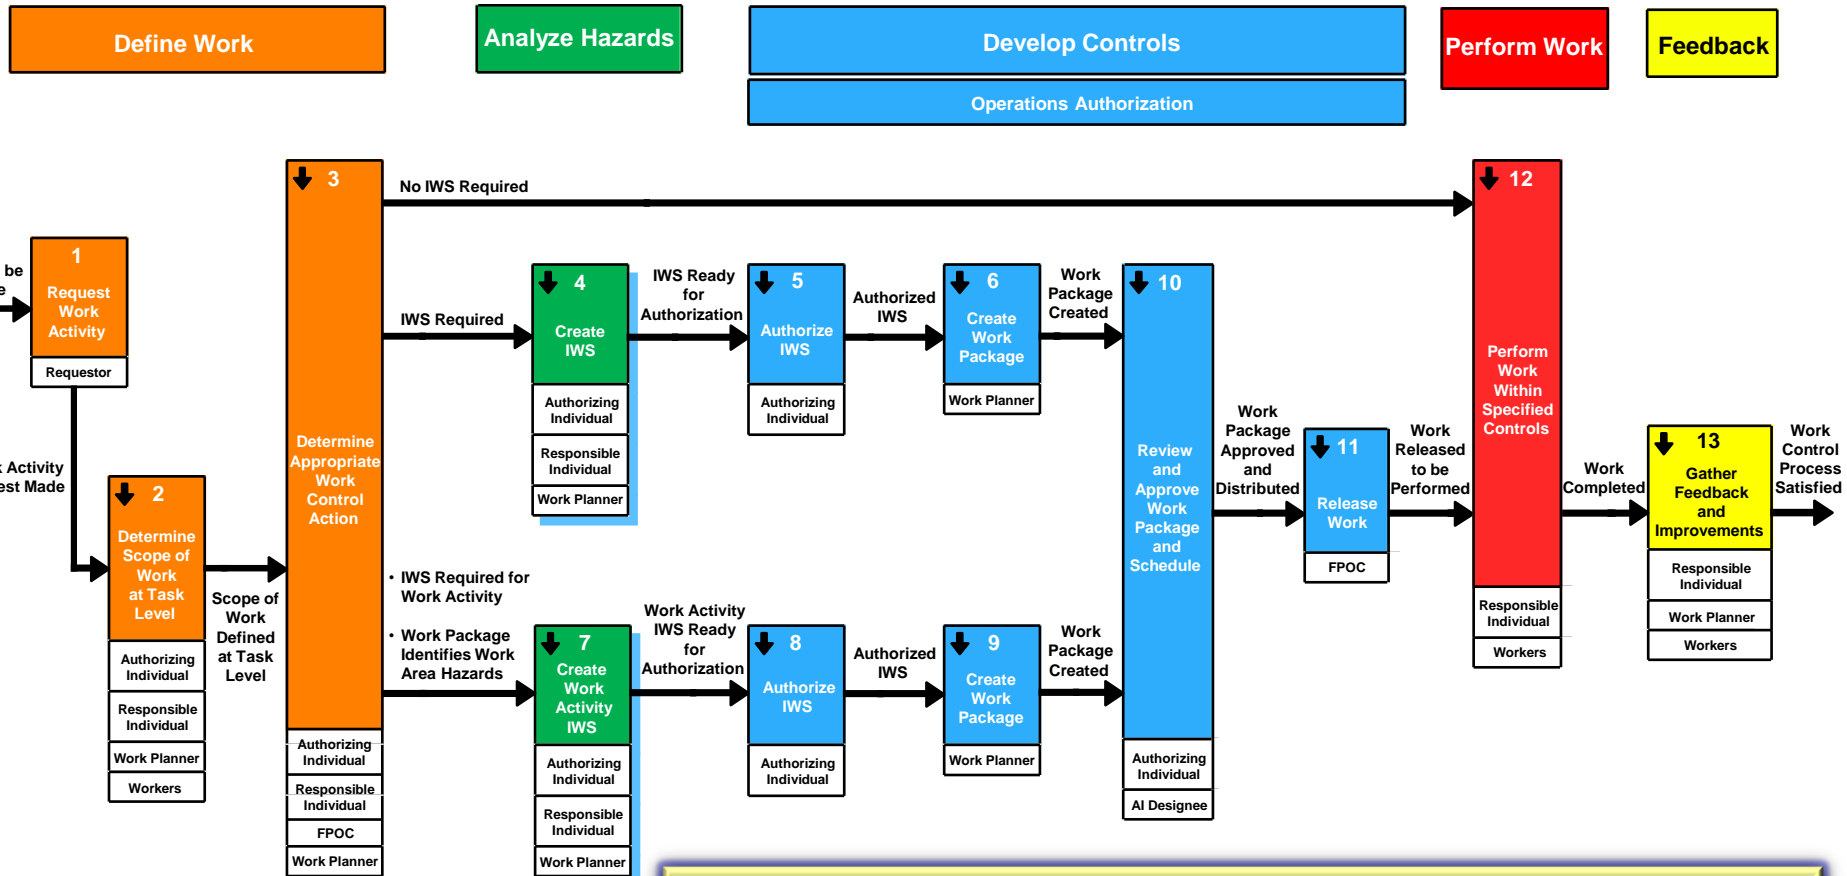 Define Work
Analyze Hazards
Develop Controls
Operations Authorization
Perform Work
Feedback
be
1
Request
Work
Activity
Requestor
Activity
est Made
2
Determine
Scope of
Work
at Task
Level
Authorizing
Individual
Responsible
Individual
Work Planner
Workers
Scope of
Work
Defined
at Task
Level
3
Determine
Appropriate
Work
Control
Action
Authorizing
Individual
Responsible
Individual
FPOC
Work Planner
No IWS Required
IWS Required
• IWS Required for
Work Activity
• Work Package
Identifies Work
Area Hazards
4
Create
IWS
Authorizing
Individual
Responsible
Individual
Work Planner
IWS Ready
for
Authorization
5
Authorize
IWS
Authorizing
Individual
Authorized
IWS
6
Create
Work
Package
Work Planner
Work
Package
Created
7
Create
Work
Activity
IWS
Authorizing
Individual
Responsible
Individual
Work Planner
Work Activity
IWS Ready
for
Authorization
8
Authorize
IWS
Authorizing
Individual
Authorized
IWS
9
Create
Work
Package
Work Planner
Work
Package
Created
10
Review
and
Approve
Work
Package
and
Schedule
Authorizing
Individual
AI Designee
Work
Package
Approved
and
Distributed
11
Release
Work
FPOC
Work
Released
to be
Performed
12
Perform
Work
Within
Specified
Controls
Responsible
Individual
Workers
Work
Completed
13
Gather
Feedback
and
Improvements
Responsible
Individual
Work Planner
Workers
Work
Control
Process
Satisfied